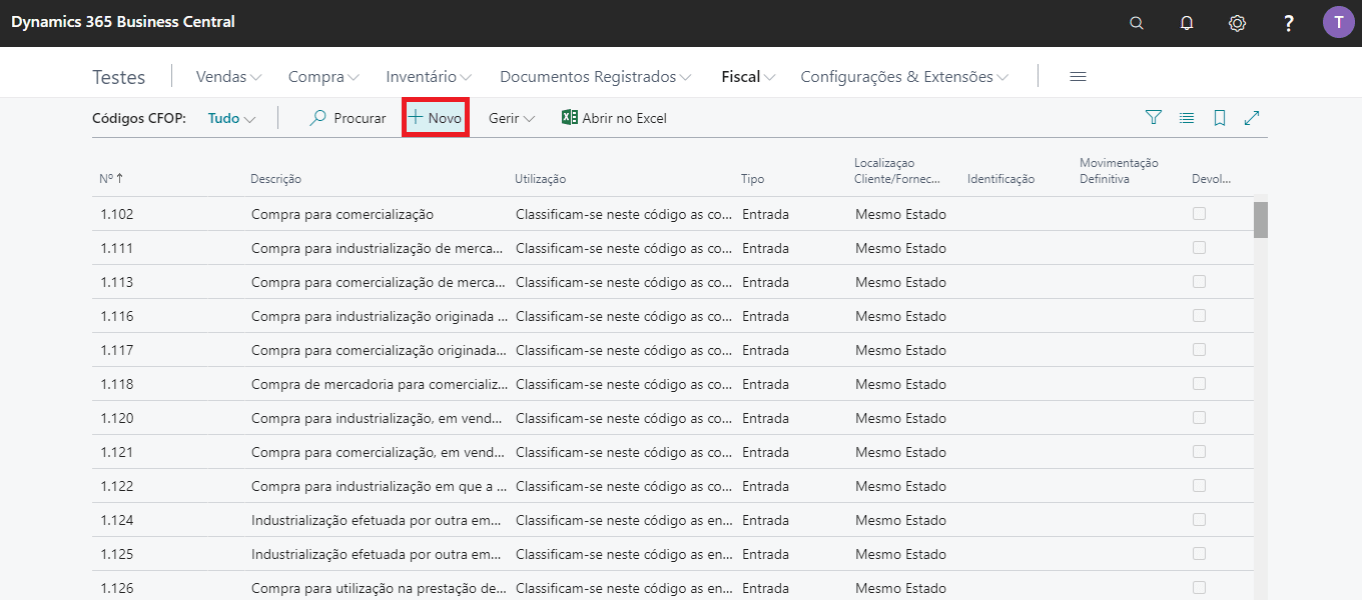 Dynamics 365 Business Central
? T
Testes Vendas Compra Inventário Documentos Registrados Fiscal Configurações & Extensões
Códigos CFOP: Tudo Procurar + Novo Gerir Abrir no Excel
Nº ↑ Descrição Utilização Tipo Localizaçao Cliente/Fornec... Identificação Movimentação Definitiva Devol...
1.102 Compra para comercialização Classificam-se neste código as co... Entrada Mesmo Estado
1.111 Compra para industrialização de merca... Classificam-se neste código as co... Entrada Mesmo Estado
1.113 Compra para comercialização de merca... Classificam-se neste código as co... Entrada Mesmo Estado
1.116 Compra para industrialização originada ... Classificam-se neste código as co... Entrada Mesmo Estado
1.117 Compra para comercialização originada... Classificam-se neste código as co... Entrada Mesmo Estado
1.118 Compra de mercadoria para comercializ... Classificam-se neste código as co... Entrada Mesmo Estado
1.120 Compra para industrialização, em vend... Classificam-se neste código as co... Entrada Mesmo Estado
1.121 Compra para comercialização, em vend... Classificam-se neste código as co... Entrada Mesmo Estado
1.122 Compra para industrialização em que a ... Classificam-se neste código as co... Entrada Mesmo Estado
1.124 Industrialização efetuada por outra em... Classificam-se neste código as en... Entrada Mesmo Estado
1.125 Industrialização efetuada por outra em... Classificam-se neste código as en... Entrada Mesmo Estado
1.126 Compra para utilização na prestação de... Classificam-se neste código as en... Entrada Mesmo Estado